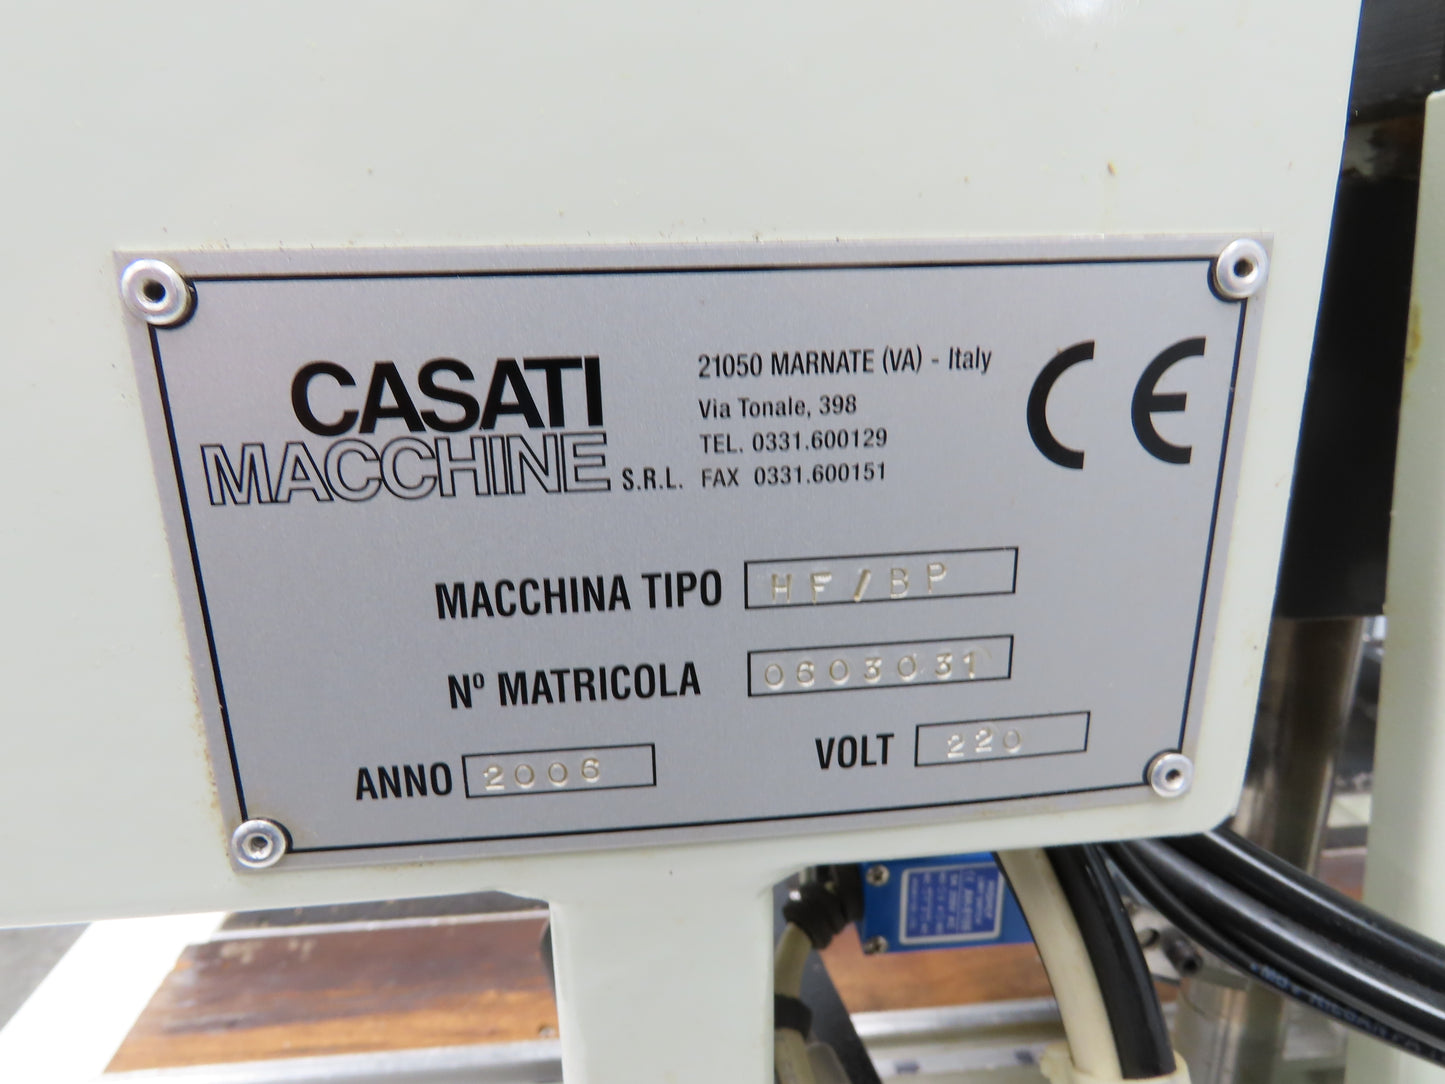 CASATI
MACCHINE S.R.L.
21050 MARNATE (VA) - Italy
Via Tonale, 398
TEL. 0331.600129
FAX 0331.600151
CE
MACCHINA TIPO HF/BP
Nº MATRICOLA 0603031
ANNO 2006
VOLT 220